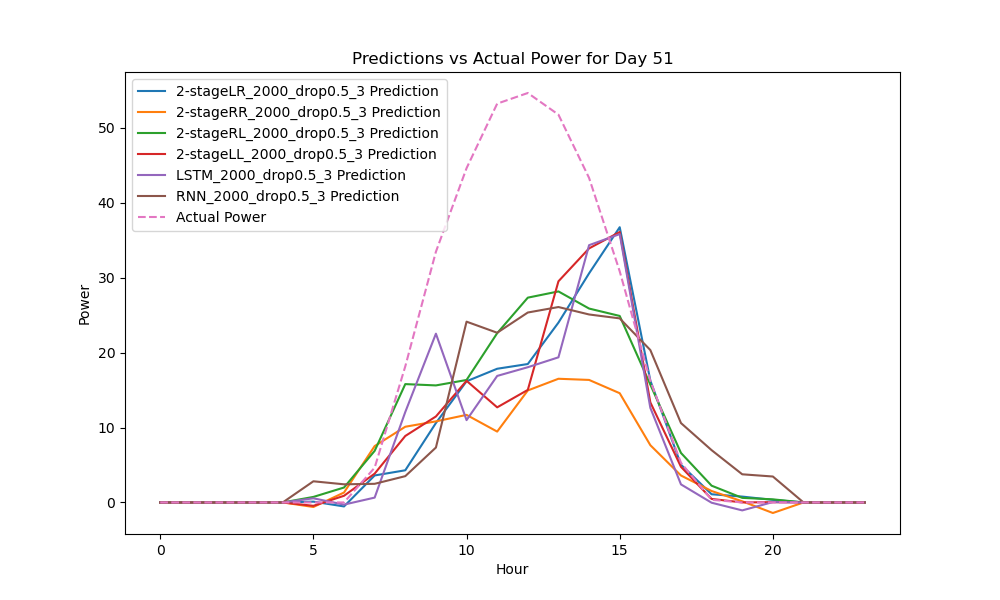 Predictions vs Actual Power for Day 51
2-stageLR_2000_drop0.5_3 Prediction
2-stageRR_2000_drop0.5_3 Prediction
2-stageRL_2000_drop0.5_3 Prediction
2-stageLL_2000_drop0.5_3 Prediction
LSTM_2000_drop0.5_3 Prediction
RNN_2000_drop0.5_3 Prediction
Actual Power
50
40
30
20
10
0
Power
0 5 10 15 20
Hour